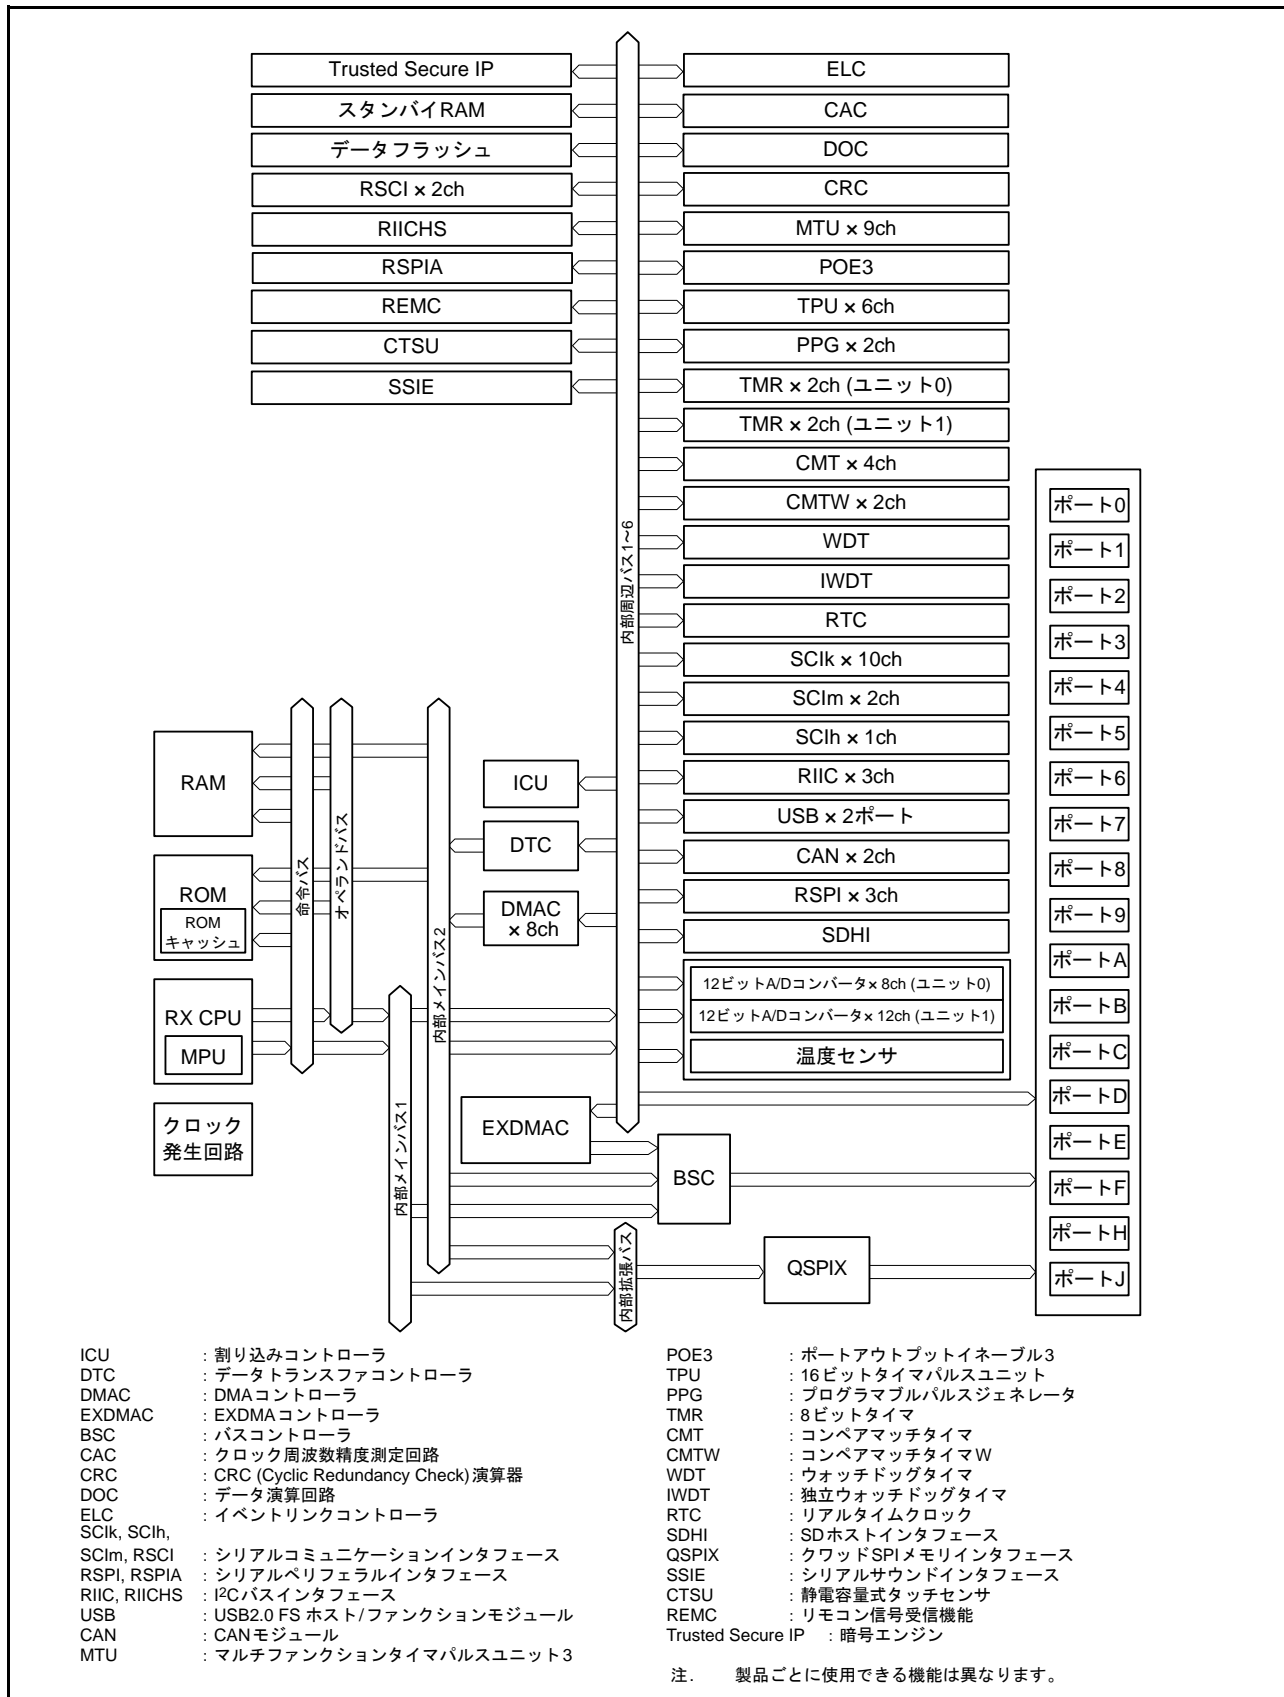 Trusted Secure IP
スタンバイRAM
データフラッシュ
RSCI × 2ch
RIICHS
RSPIA
REMC
CTSU
SSIE
ELC
CAC
DOC
CRC
MTU × 9ch
POE3
TPU × 6ch
PPG × 2ch
TMR × 2ch (ユニット0)
TMR × 2ch (ユニット1)
CMT × 4ch
CMTW × 2ch
WDT
IWDT
RTC
SCIk × 10ch
SCIm × 2ch
SCIh × 1ch
RIIC × 3ch
USB × 2ポート
CAN × 2ch
RSPI × 3ch
SDHI
12ビットA/Dコンバータ× 8ch (ユニット0)
12ビットA/Dコンバータ× 12ch (ユニット1)
温度センサ
内部周辺バス1～6
ポート0
ポート1
ポート2
ポート3
ポート4
ポート5
ポート6
ポート7
ポート8
ポート9
ポートA
ポートB
ポートC
ポートD
ポートE
ポートF
ポートH
ポートJ
RAM
ROM
ROM
キャッシュ
RX CPU
MPU
クロック
発生回路
命令バス
オペランドバス
内部メインバス1
内部メインバス2
ICU
DTC
DMAC
× 8ch
EXDMAC
BSC
内部拡張バス
QSPIX
ICU : 割り込みコントローラ
DTC : データトランスファコントローラ
DMAC : DMAコントローラ
EXDMAC : EXDMAコントローラ
BSC : バスコントローラ
CAC : クロック周波数精度測定回路
CRC : CRC (Cyclic Redundancy Check)演算器
DOC : データ演算回路
ELC : イベントリンクコントローラ
SCIk, SCIh,
SCIm, RSCI : シリアルコミュニケーションインタフェース
RSPI, RSPIA : シリアルペリフェラルインタフェース
RIIC, RIICHS : I²Cバスインタフェース
USB : USB2.0 FS ホスト/ファンクションモジュール
CAN : CANモジュール
MTU : マルチファンクションタイマパルスユニット3
POE3 : ポートアウトプットイネーブル3
TPU : 16ビットタイマパルスユニット
PPG : プログラマブルパルスジェネレータ
TMR : 8ビットタイマ
CMT : コンペアマッチタイマ
CMTW : コンペアマッチタイマW
WDT : ウォッチドッグタイマ
IWDT : 独立ウォッチドッグタイマ
RTC : リアルタイムクロック
SDHI : SDホストインタフェース
QSPIX : クワッドSPIメモリインタフェース
SSIE : シリアルサウンドインタフェース
CTSU : 静電容量式タッチセンサ
REMC : リモコン信号受信機能
Trusted Secure IP : 暗号エンジン
注. 製品ごとに使用できる機能は異なります。